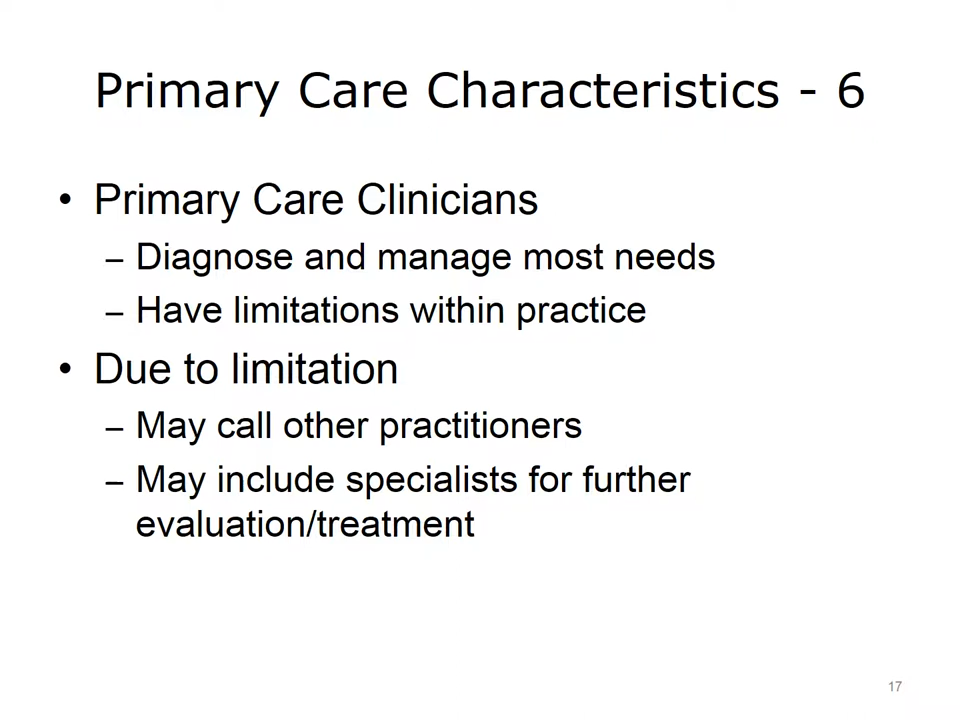 Primary Care Characteristics - 6
• Primary Care Clinicians
– Diagnose and manage most needs
– Have limitations within practice
• Due to limitation
– May call other practitioners
– May include specialists for further
evaluation/treatment
17